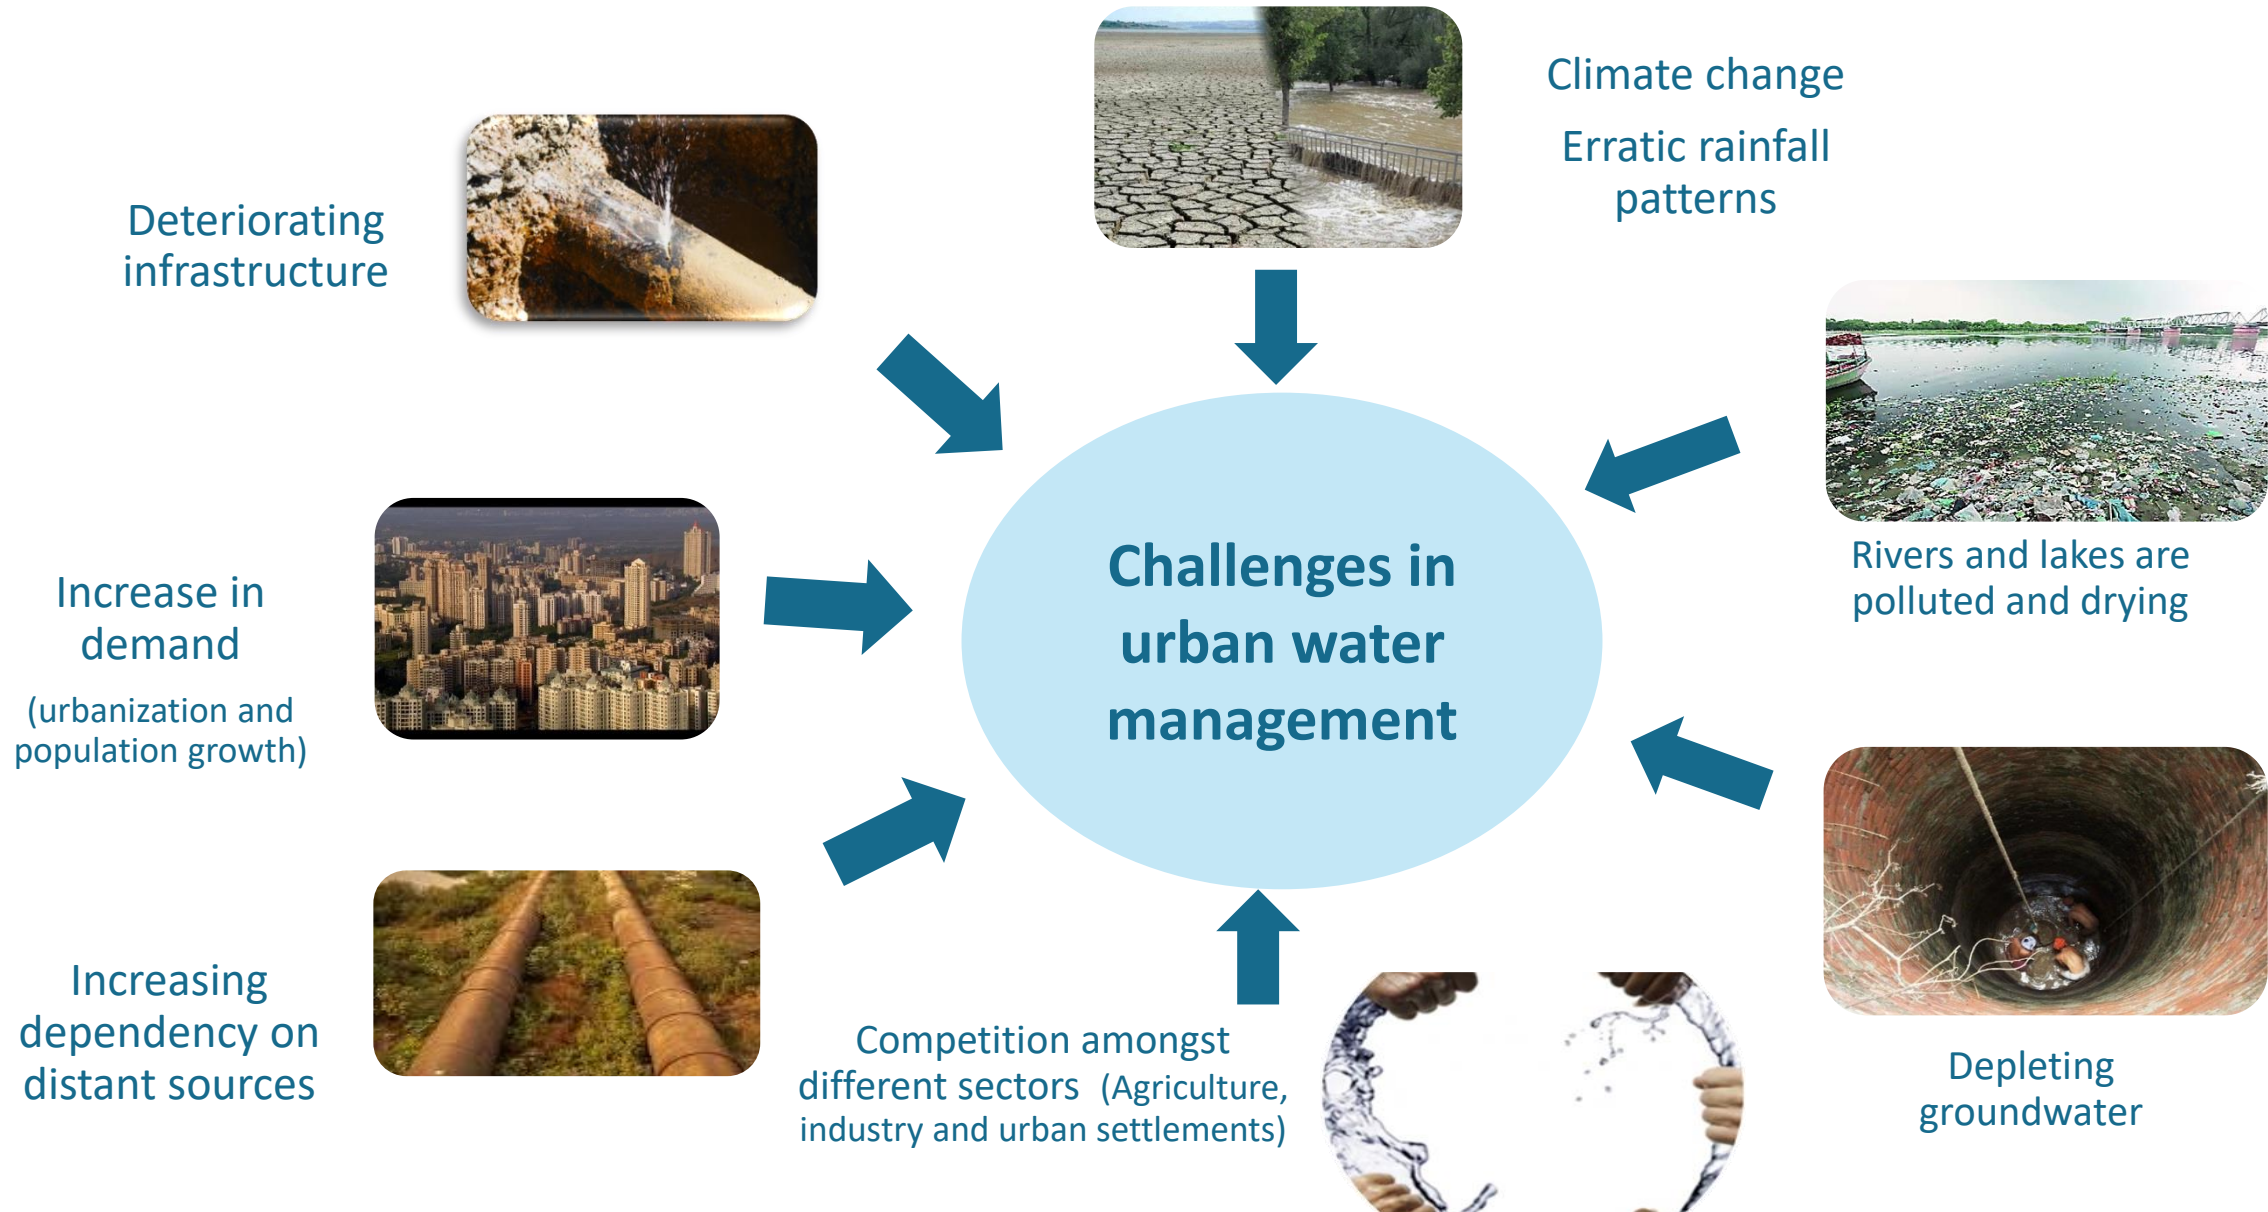 Climate change
Erratic rainfall
patterns
Deteriorating
infrastructure
Challenges in
urban water
management
Rivers and lakes are
polluted and drying
Increase in
demand
(urbanization and
population growth)
Increasing
dependency on
distant sources
Competition amongst
different sectors (Agriculture,
industry and urban settlements)
Depleting
groundwater